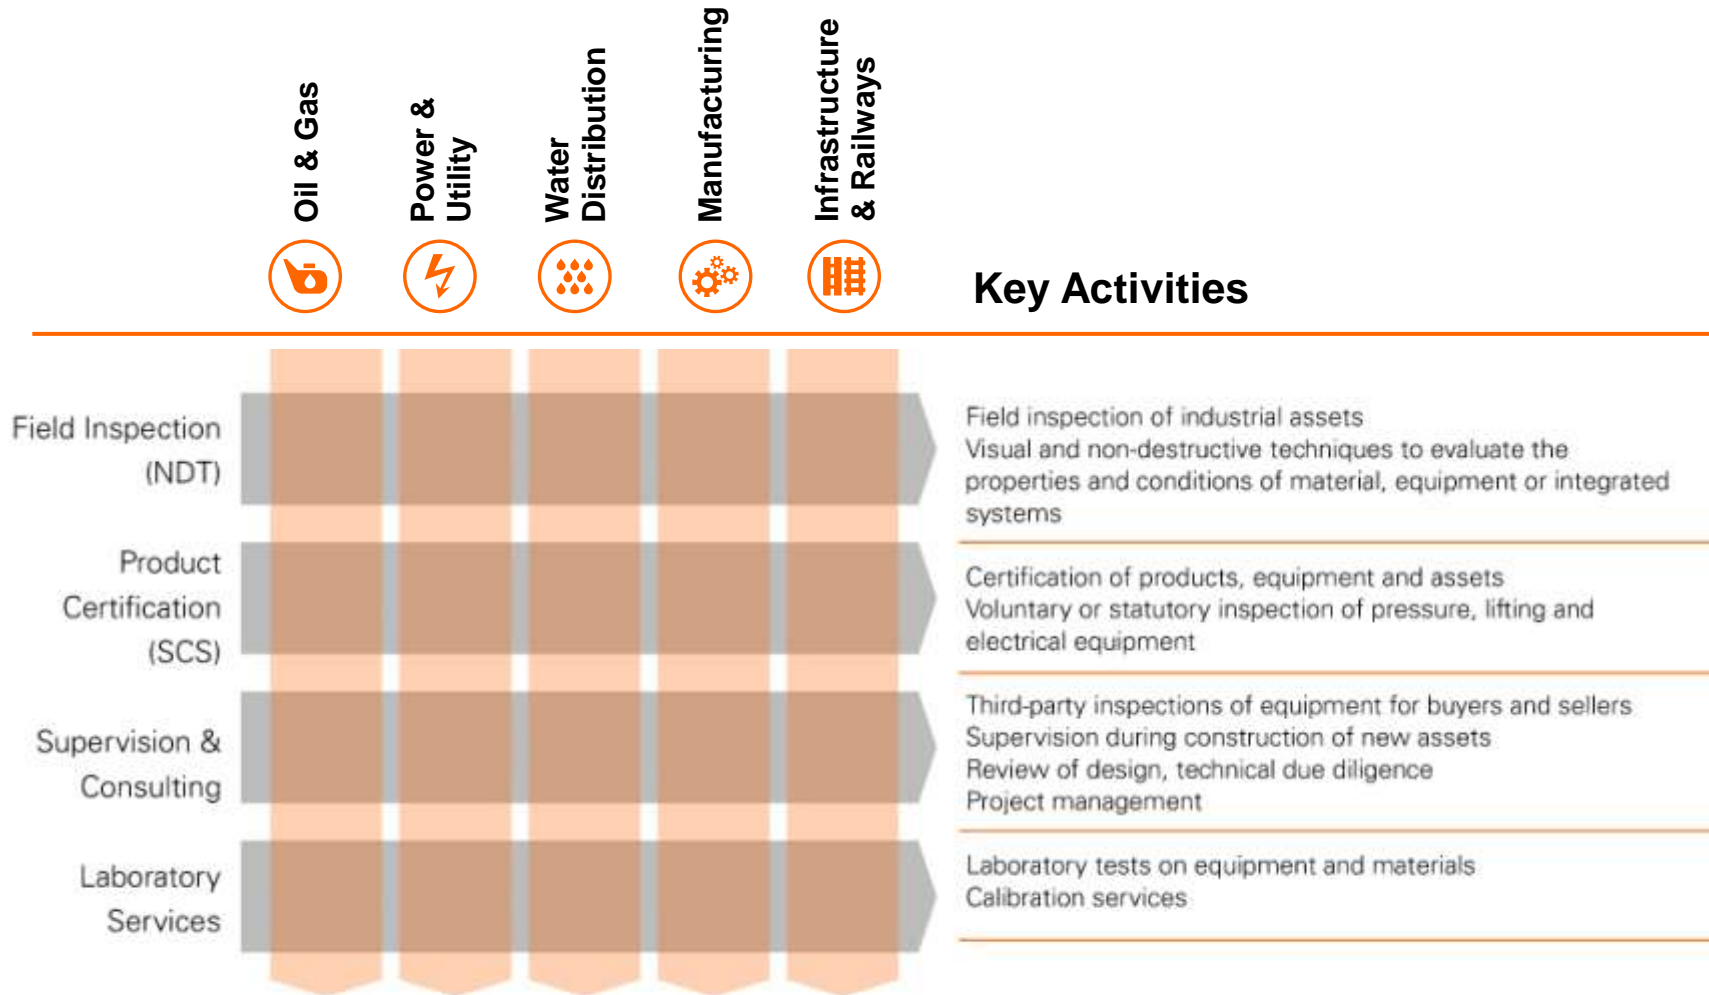 Oil & Gas
Power &
Utility
Water
Distribution
Manufacturing
Infrastructure
& Railways
Key Activities
Field Inspection
(NDT)
Field inspection of industrial assets
Visual and non-destructive techniques to evaluate the
properties and conditions of material, equipment or integrated
systems
Product
Certification
(SCS)
Certification of products, equipment and assets
Voluntary or statutory inspection of pressure, lifting and
electrical equipment
Supervision &
Consulting
Third-party inspections of equipment for buyers and sellers
Supervision during construction of new assets
Review of design, technical due diligence
Project management
Laboratory
Services
Laboratory tests on equipment and materials
Calibration services